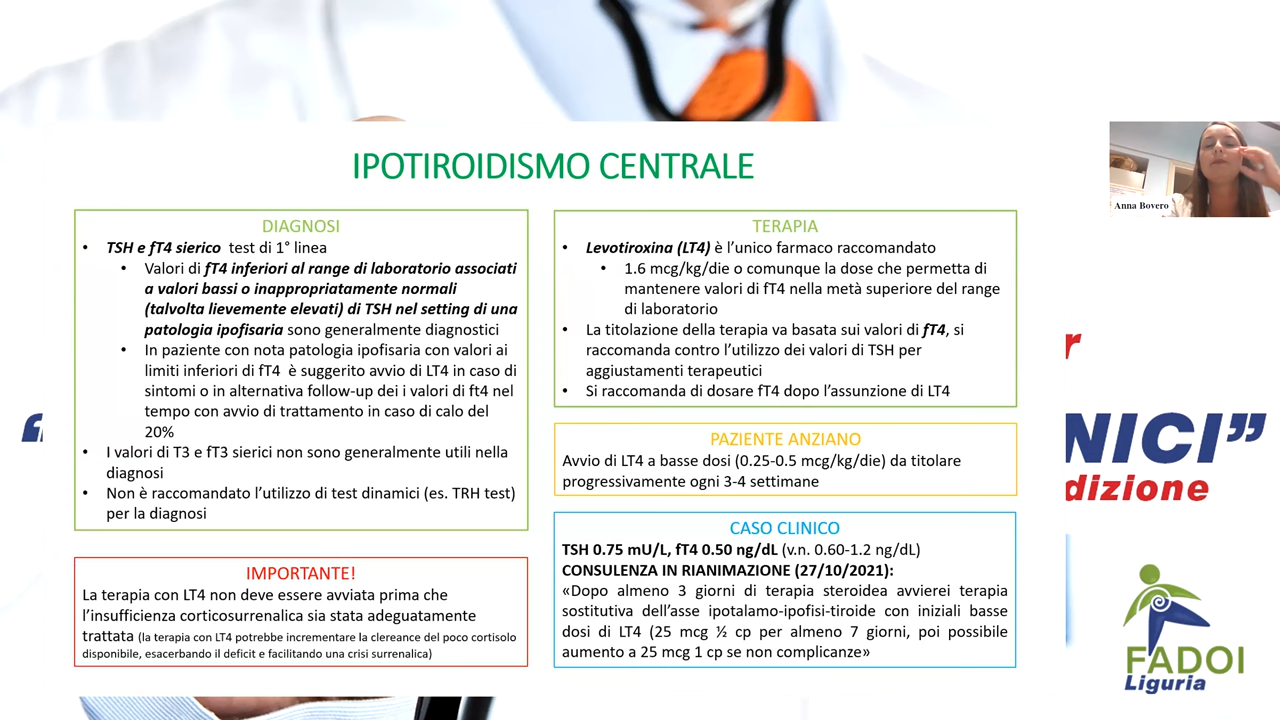 IPOTIROIDISMO CENTRALE
DIAGNOSI
• TSH e fT4 sierico test di 1° linea
• Valori di fT4 inferiori al range di laboratorio associati
a valori bassi o inappropriatamente normali
(talvolta lievemente elevati) di TSH nel setting di una
patologia ipofisaria sono generalmente diagnostici
• In paziente con nota patologia ipofisaria con valori ai
limiti inferiori di fT4 è suggerito avvio di LT4 in caso di
sintomi o in alternativa follow-up dei i valori di ft4 nel
tempo con avvio di trattamento in caso di calo del
20%
• I valori di T3 e fT3 sierici non sono generalmente utili nella
diagnosi
• Non è raccomandato l'utilizzo di test dinamici (es. TRH test)
per la diagnosi
IMPORTANTE!
La terapia con LT4 non deve essere avviata prima che
l'insufficienza corticosurrenalica sia stata adeguatamente
trattata (la terapia con LT4 potrebbe incrementare la clereance del poco cortisolo
disponibile, esacerbando il deficit e facilitando una crisi surrenalica)
TERAPIA
• Levotiroxina (LT4) è l'unico farmaco raccomandato
• 1.6 mcg/kg/die o comunque la dose che permetta di
mantenere valori di fT4 nella metà superiore del range
di laboratorio
• La titolazione della terapia va basata sui valori di fT4, si
raccomanda contro l'utilizzo dei valori di TSH per
aggiustamenti terapeutici
• Si raccomanda di dosare fT4 dopo l'assunzione di LT4
PAZIENTE ANZIANO
Avvio di LT4 a basse dosi (0.25-0.5 mcg/kg/die) da titolare
progressivamente ogni 3-4 settimane
CASO CLINICO
TSH 0.75 mU/L, fT4 0.50 ng/dL (v.n. 0.60-1.2 ng/dL)
CONSULENZA IN RIANIMAZIONE (27/10/2021):
«Dopo almeno 3 giorni di terapia steroidea avvierei terapia
sostitutiva dell'asse ipotalamo-ipofisi-tiroide con iniziali basse
dosi di LT4 (25 mcg ½ cp per almeno 7 giorni, poi possibile
aumento a 25 mcg 1 cp se non complicanze»
Anna Bovero
r
“
NICI”
dizione
FADOI
Liguria